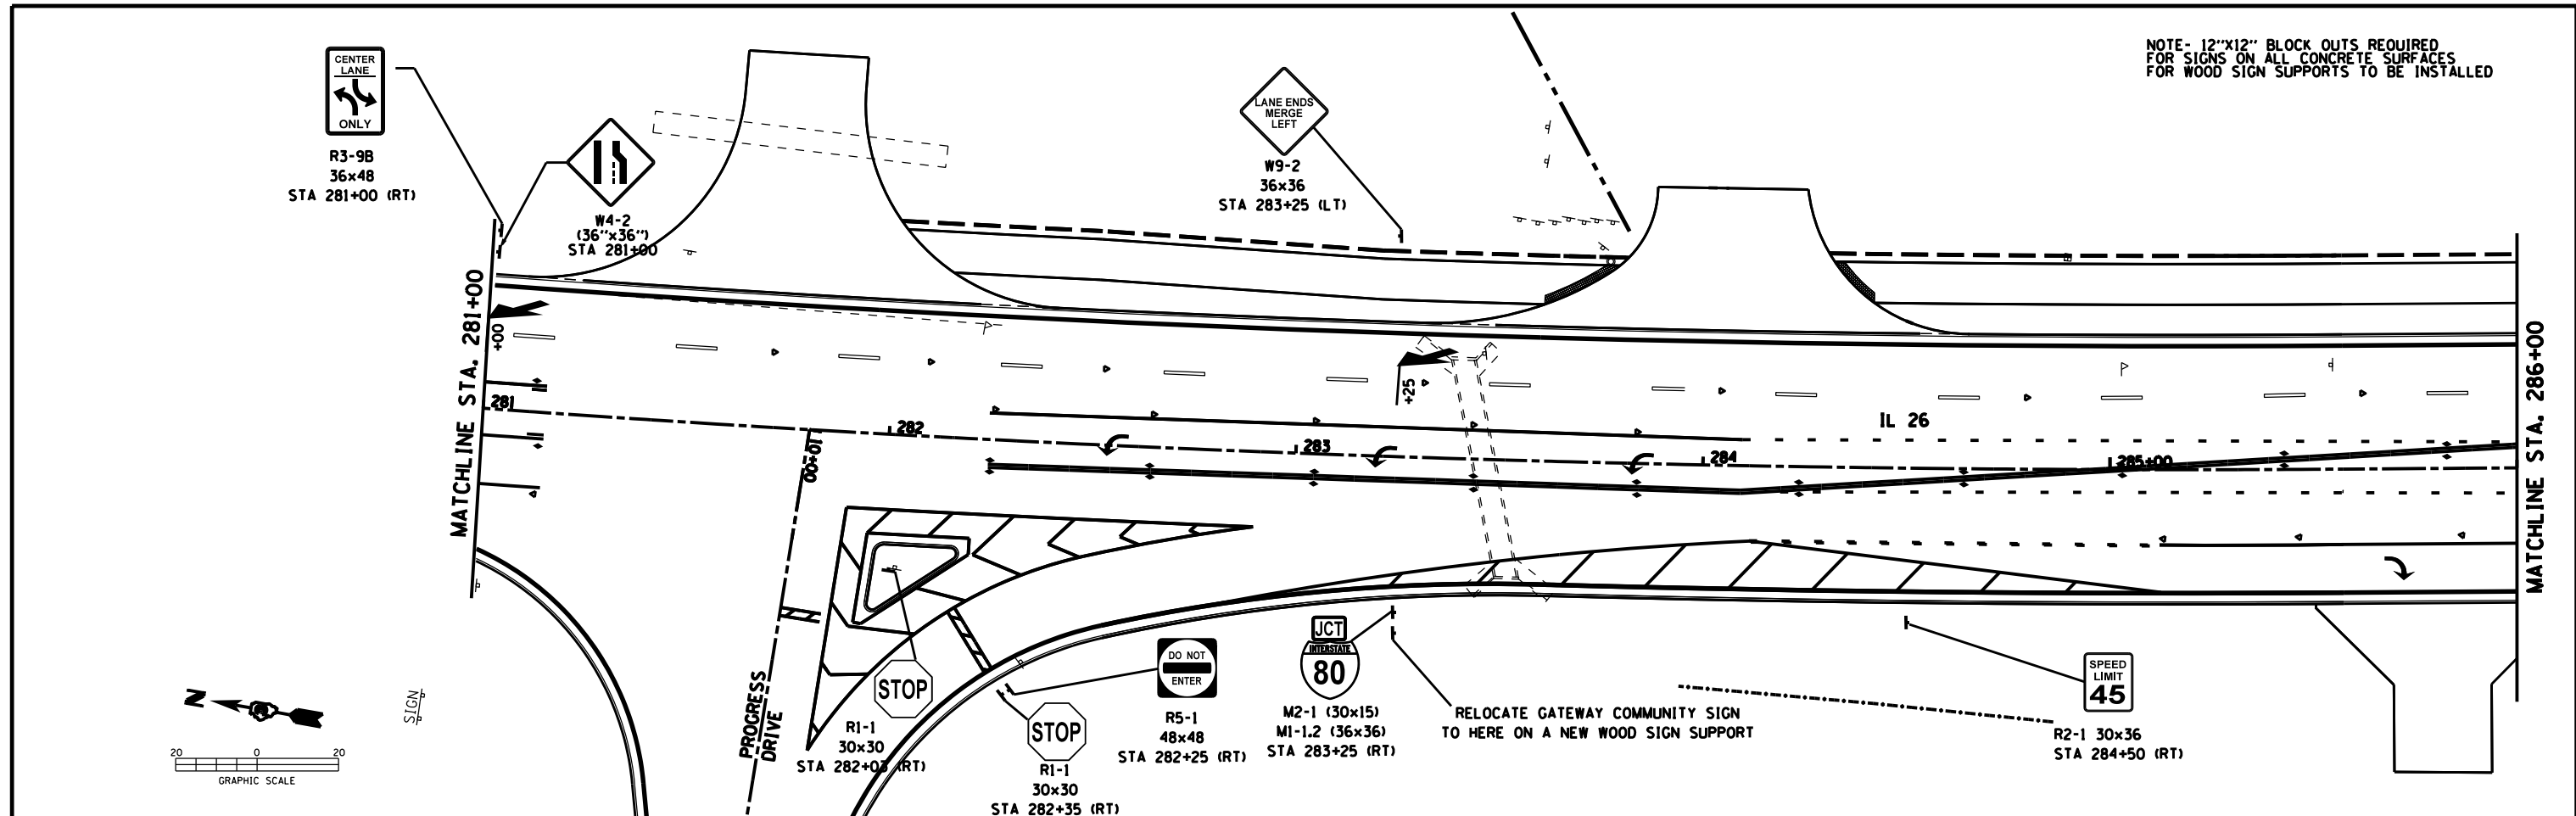 NOTE- 12"X12" BLOCK OUTS REQUIRED
FOR SIGNS ON ALL CONCRETE SURFACES
FOR WOOD SIGN SUPPORTS TO BE INSTALLED
CENTER
LANE
ONLY
R3-9B
36x48
STA 281+00 (RT)
W4-2
(36"x36")
STA 281+00
LANE ENDS
MERGE
LEFT
W9-2
36x36
STA 283+25 (LT)
MATCHLINE STA. 281+00
+00
281
282
283
284
285+00
+25
IL 26
MATCHLINE STA. 286+00
10+00
PROGRESS
DRIVE
N
SIGN
20 0 20
GRAPHIC SCALE
STOP
R1-1
30x30
STA 282+03 (RT)
STOP
R1-1
30x30
STA 282+35 (RT)
DO NOT
ENTER
R5-1
48x48
STA 282+25 (RT)
JCT
INTERSTATE
80
M2-1 (30x15)
M1-1.2 (36x36)
STA 283+25 (RT)
RELOCATE GATEWAY COMMUNITY SIGN
TO HERE ON A NEW WOOD SIGN SUPPORT
SPEED
LIMIT
45
R2-1 30x36
STA 284+50 (RT)